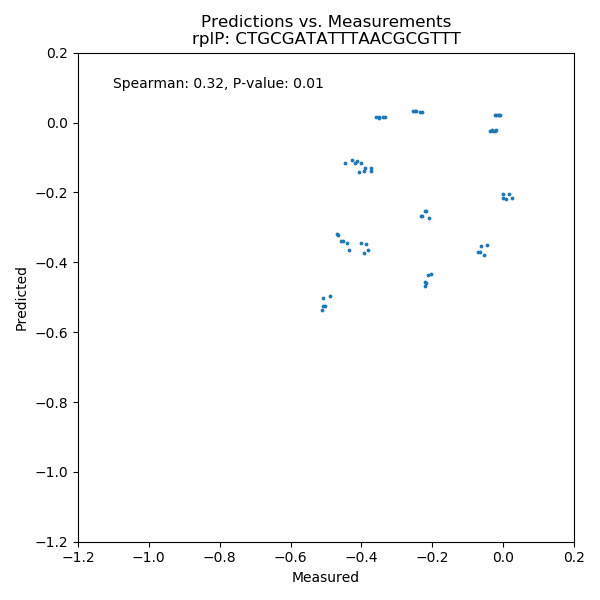 Predictions vs. Measurements
rplP: CTGCGATATTTAACGCGTTT
Spearman: 0.32, P-value: 0.01
0.2
0.0
−0.2
−0.4
−0.6
−0.8
−1.0
−1.2
Predicted
−1.2 −1.0 −0.8 −0.6 −0.4 −0.2 0.0 0.2
Measured